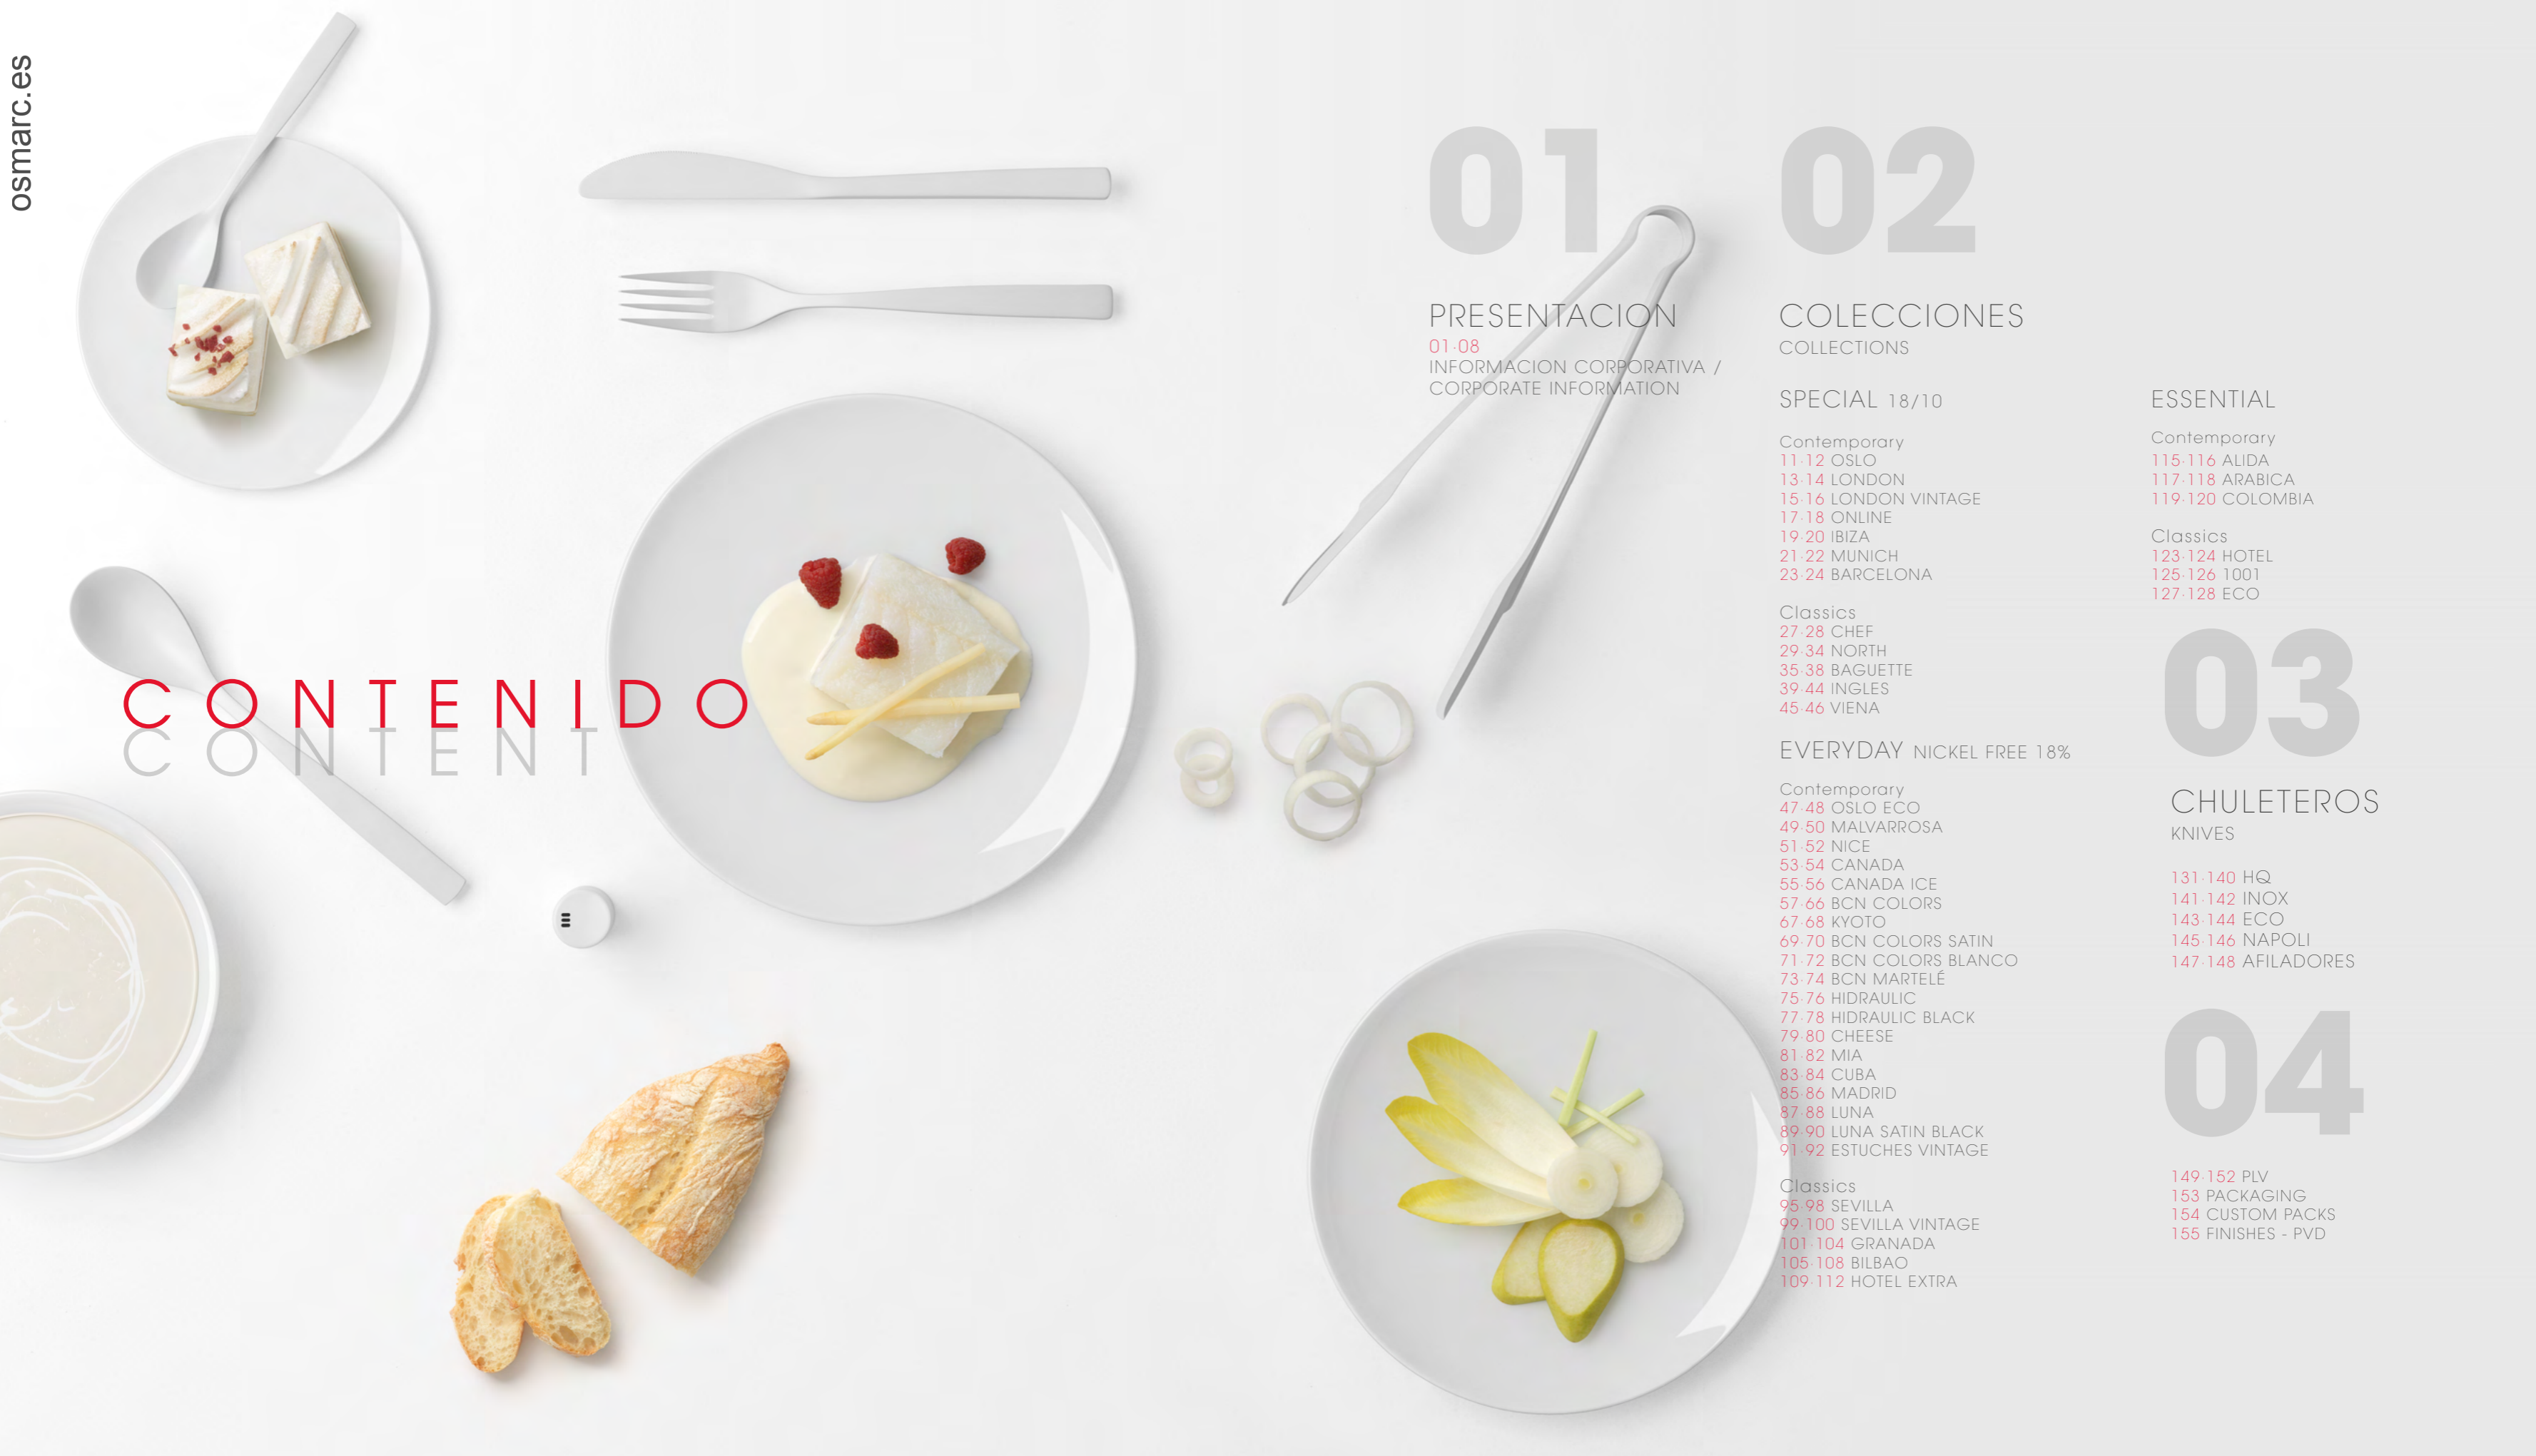 osmarc.es
CONTENIDO
CONTENT
01
PRESENTACION
01·08
INFORMACION CORPORATIVA /
CORPORATE INFORMATION
02
COLECCIONES
COLLECTIONS
SPECIAL 18/10
Contemporary
11·12 OSLO
13·14 LONDON
15·16 LONDON VINTAGE
17·18 ONLINE
19·20 IBIZA
21·22 MUNICH
23·24 BARCELONA
Classics
27·28 CHEF
29·34 NORTH
35·38 BAGUETTE
39·44 INGLES
45·46 VIENA
EVERYDAY NICKEL FREE 18%
Contemporary
47·48 OSLO ECO
49·50 MALVARROSA
51·52 NICE
53·54 CANADA
55·56 CANADA ICE
57·66 BCN COLORS
67·68 KYOTO
69·70 BCN COLORS SATIN
71·72 BCN COLORS BLANCO
73·74 BCN MARTELÉ
75·76 HIDRAULIC
77·78 HIDRAULIC BLACK
79·80 CHEESE
81·82 MIA
83·84 CUBA
85·86 MADRID
87·88 LUNA
89·90 LUNA SATIN BLACK
91·92 ESTUCHES VINTAGE
Classics
95·98 SEVILLA
99·100 SEVILLA VINTAGE
101·104 GRANADA
105·108 BILBAO
109·112 HOTEL EXTRA
ESSENTIAL
Contemporary
115·116 ALIDA
117·118 ARABICA
119·120 COLOMBIA
Classics
123·124 HOTEL
125·126 1001
127·128 ECO
03
CHULETEROS
KNIVES
131·140 HQ
141·142 INOX
143·144 ECO
145·146 NAPOLI
147·148 AFILADORES
04
149·152 PLV
153 PACKAGING
154 CUSTOM PACKS
155 FINISHES - PVD